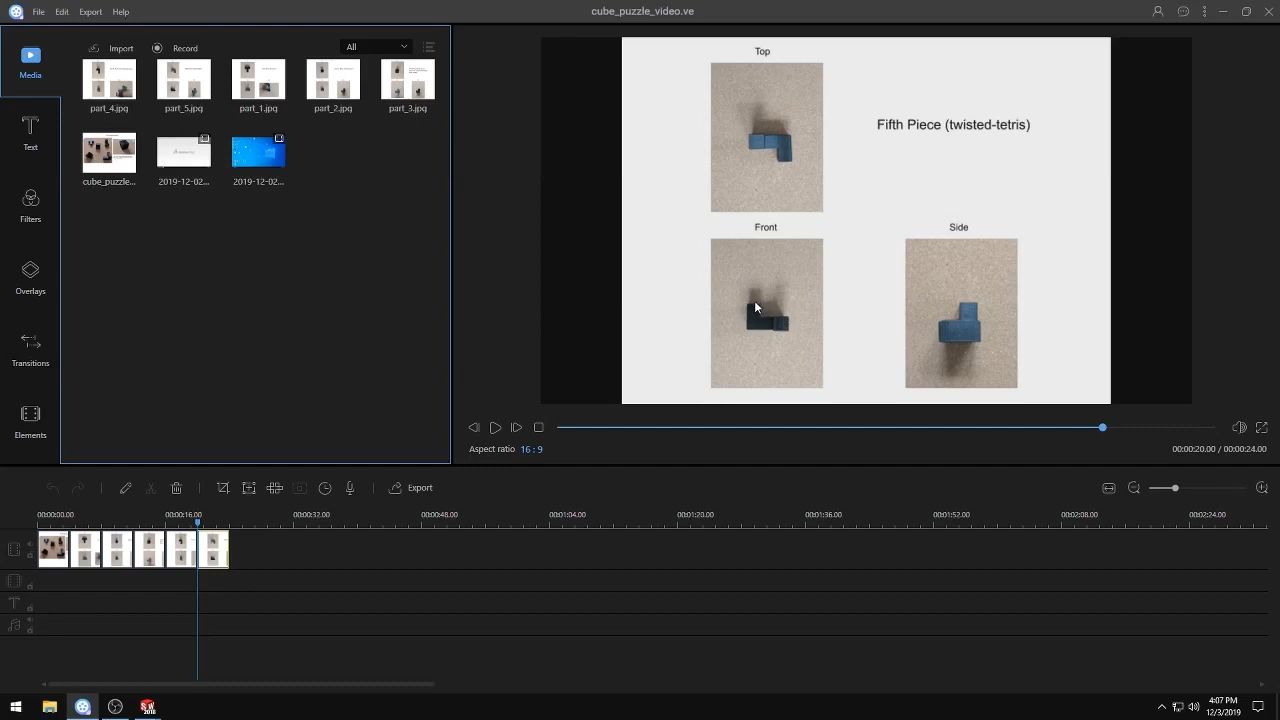 File Edit Export Help
cube_puzzle_video.ve
Media
Text
Filters
Overlays
Transitions
Elements
Import Record All
part_4.jpg part_5.jpg part_1.jpg part_2.jpg part_3.jpg
cube_puzzle... 2019-12-02... 2019-12-02...
Top
Fifth Piece (twisted-tetris)
Front Side
Aspect ratio 16 : 9 00:00:20.00 / 00:00:24.00
Export
00:00:00.00 00:00:16.00 00:00:32.00 00:00:48.00 00:01:04.00 00:01:20.00 00:01:36.00 00:01:52.00 00:02:08.00 00:02:24.00
4:07 PM
12/3/2019